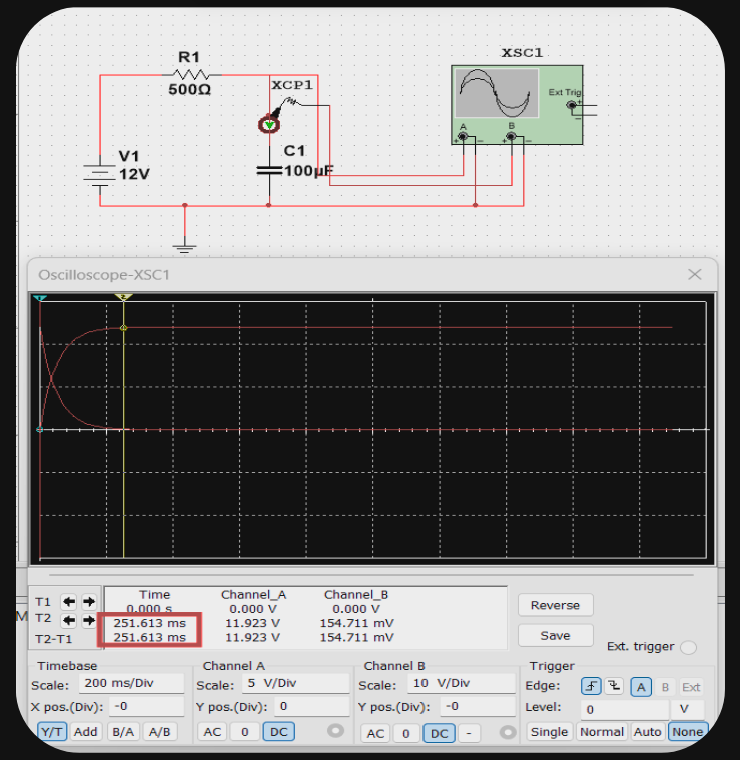 XSC1
R1
500Ω
XCP1
Ext Trig
+
−
A
B
+ − + −
V1
12V
C1
100µF
Oscilloscope-XSC1
1
2
T1
T2
T2-T1
Time Channel_A Channel_B
0.000 s 0.000 V 0.000 V
251.613 ms 11.923 V 154.711 mV
251.613 ms 11.923 V 154.711 mV
Reverse
Save
Ext. trigger
M
Timebase
Scale: 200 ms/Div
X pos.(Div): -0
Y/T Add B/A A/B
Channel A
Scale: 5 V/Div
Y pos.(Div): 0
AC 0 DC
Channel B
Scale: 10 V/Div
Y pos.(Div): -0
AC 0 DC -
Trigger
Edge: A B Ext
Level: 0 V
Single Normal Auto None